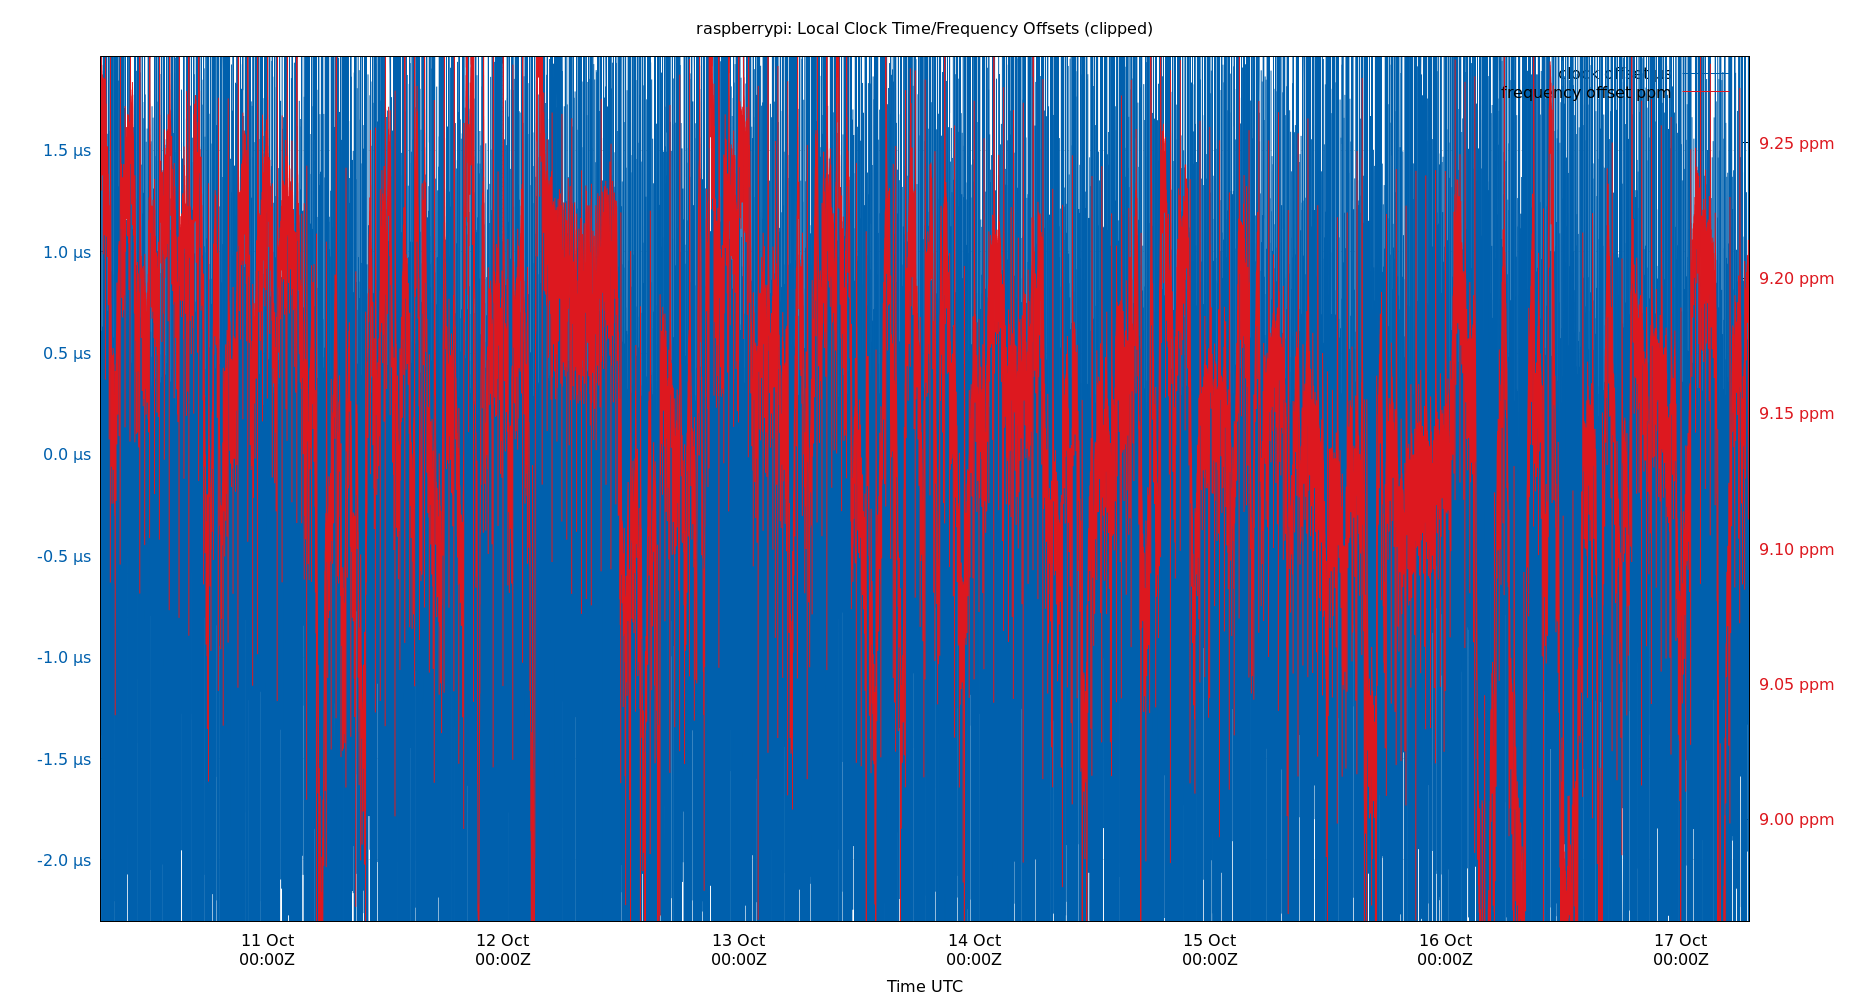 raspberrypi: Local Clock Time/Frequency Offsets (clipped)
clock offset µs
frequency offset ppm
1.5 µs
1.0 µs
0.5 µs
0.0 µs
-0.5 µs
-1.0 µs
-1.5 µs
-2.0 µs
9.25 ppm
9.20 ppm
9.15 ppm
9.10 ppm
9.05 ppm
9.00 ppm
11 Oct 12 Oct 13 Oct 14 Oct 15 Oct 16 Oct 17 Oct
00:00Z 00:00Z 00:00Z 00:00Z 00:00Z 00:00Z 00:00Z
Time UTC